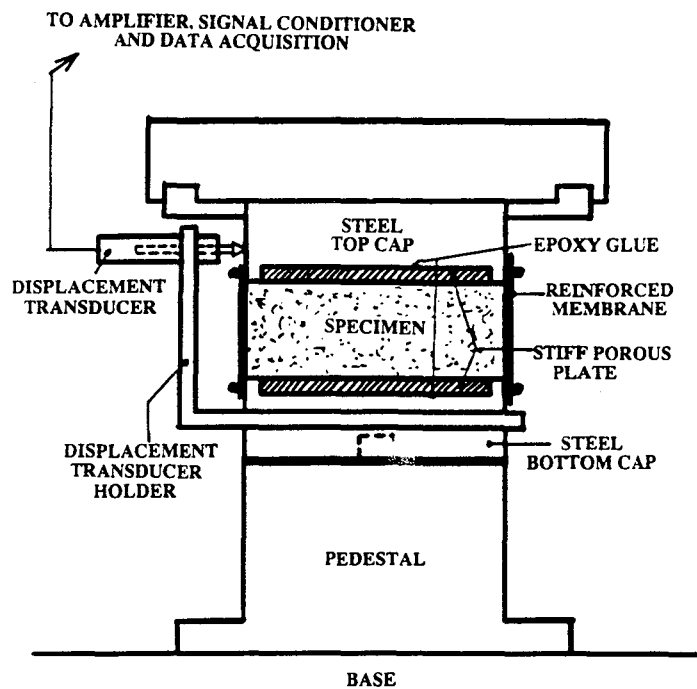 TO AMPLIFIER, SIGNAL CONDITIONER
AND DATA ACQUISITION
STEEL
TOP CAP
EPOXY GLUE
DISPLACEMENT
TRANSDUCER
REINFORCED
MEMBRANE
SPECIMEN
STIFF POROUS
PLATE
DISPLACEMENT
TRANSDUCER
HOLDER
STEEL
BOTTOM CAP
PEDESTAL
BASE